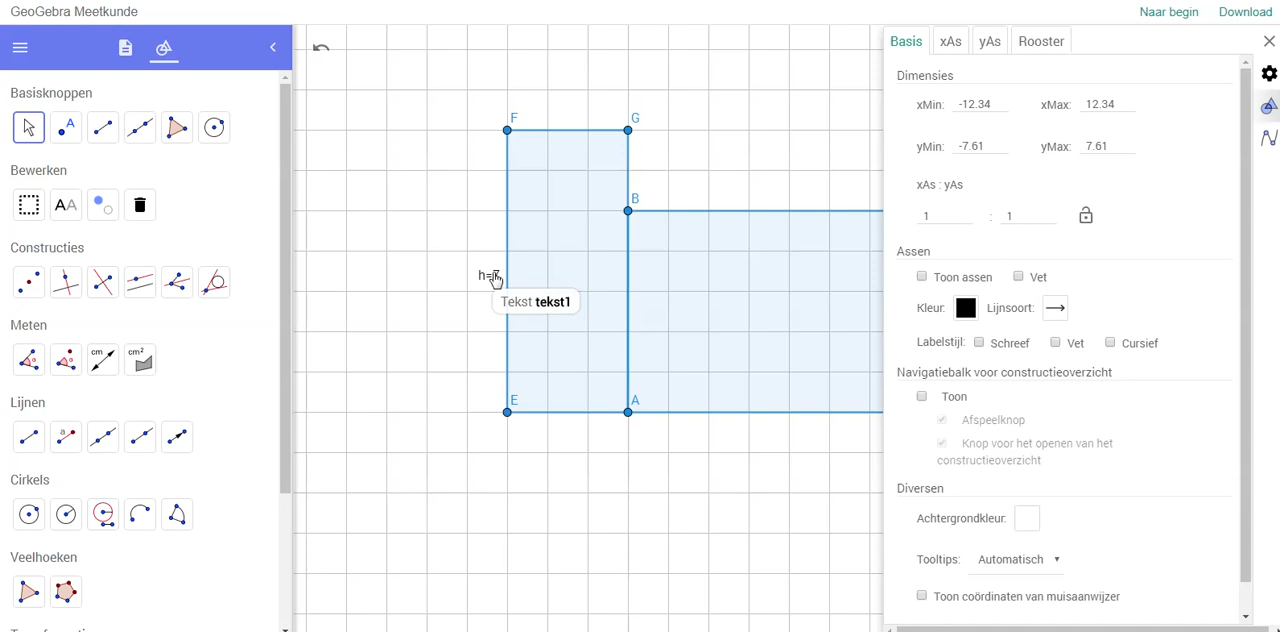 GeoGebra Meetkunde
Naar begin
Download
Basisknoppen
A
Bewerken
AA
Constructies
Meten
α
α
cm
cm²
Lijnen
a
Cirkels
Veelhoeken
F
G
B
h=
Tekst tekst1
E
A
Basis
xAs
yAs
Rooster
Dimensies
xMin: -12.34
xMax: 12.34
yMin: -7.61
yMax: 7.61
xAs : yAs
1 : 1
Assen
Toon assen
Vet
Kleur:
Lijnsoort:
Labelstijl:
Schreef
Vet
Cursief
Navigatiebalk voor constructieoverzicht
Toon
Afspeelknop
Knop voor het openen van het
constructieoverzicht
Diversen
Achtergrondkleur:
Tooltips: Automatisch
Toon coördinaten van muisaanwijzer